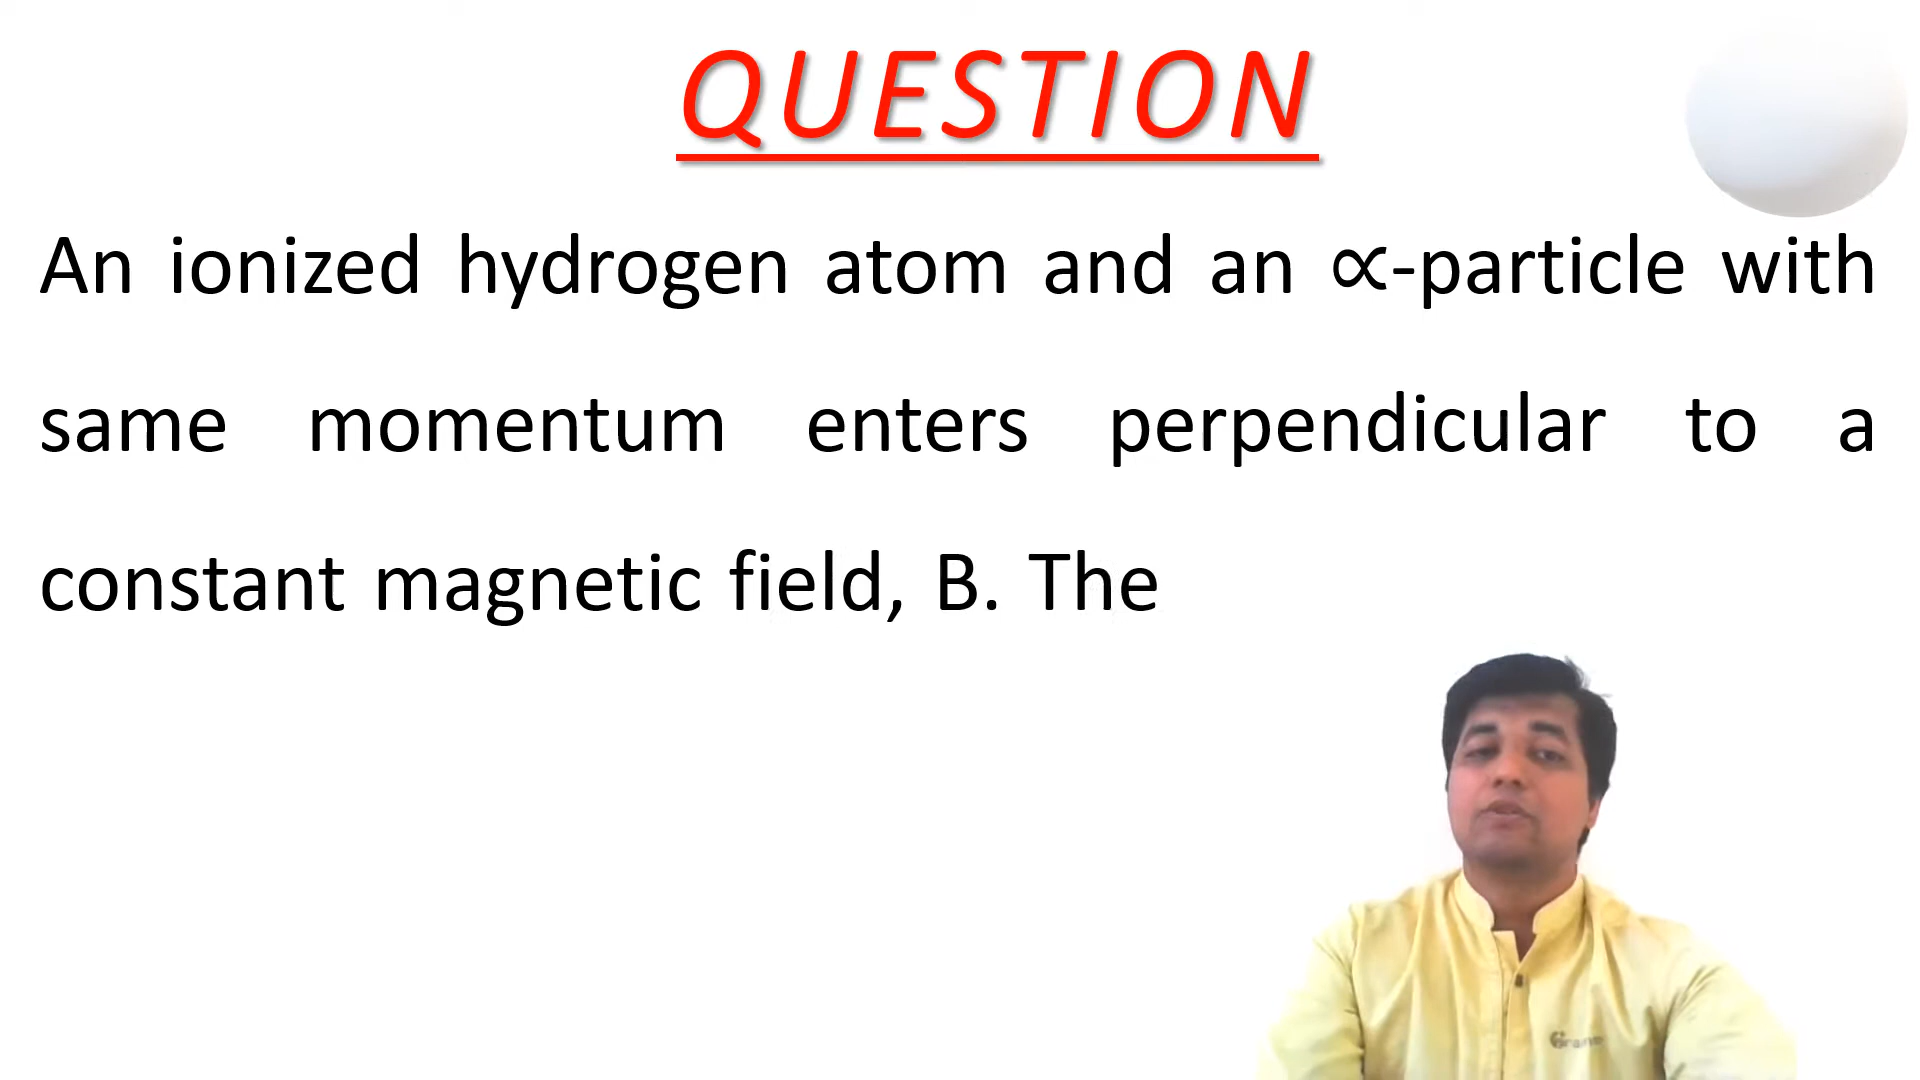 QUESTION
An ionized hydrogen atom and an ∝-particle with
same momentum enters perpendicular to a
constant magnetic field, B. The